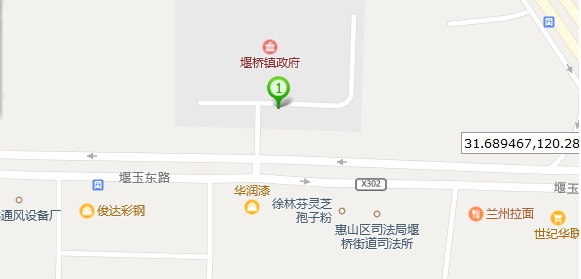 堰桥镇政府
1
31.689467,120.28
堰玉东路
X302
堰玉
华润漆
通风设备厂
俊达彩钢
徐林芬灵芝
孢子粉
惠山区司法局堰
桥街道司法所
兰州拉面
世纪华联